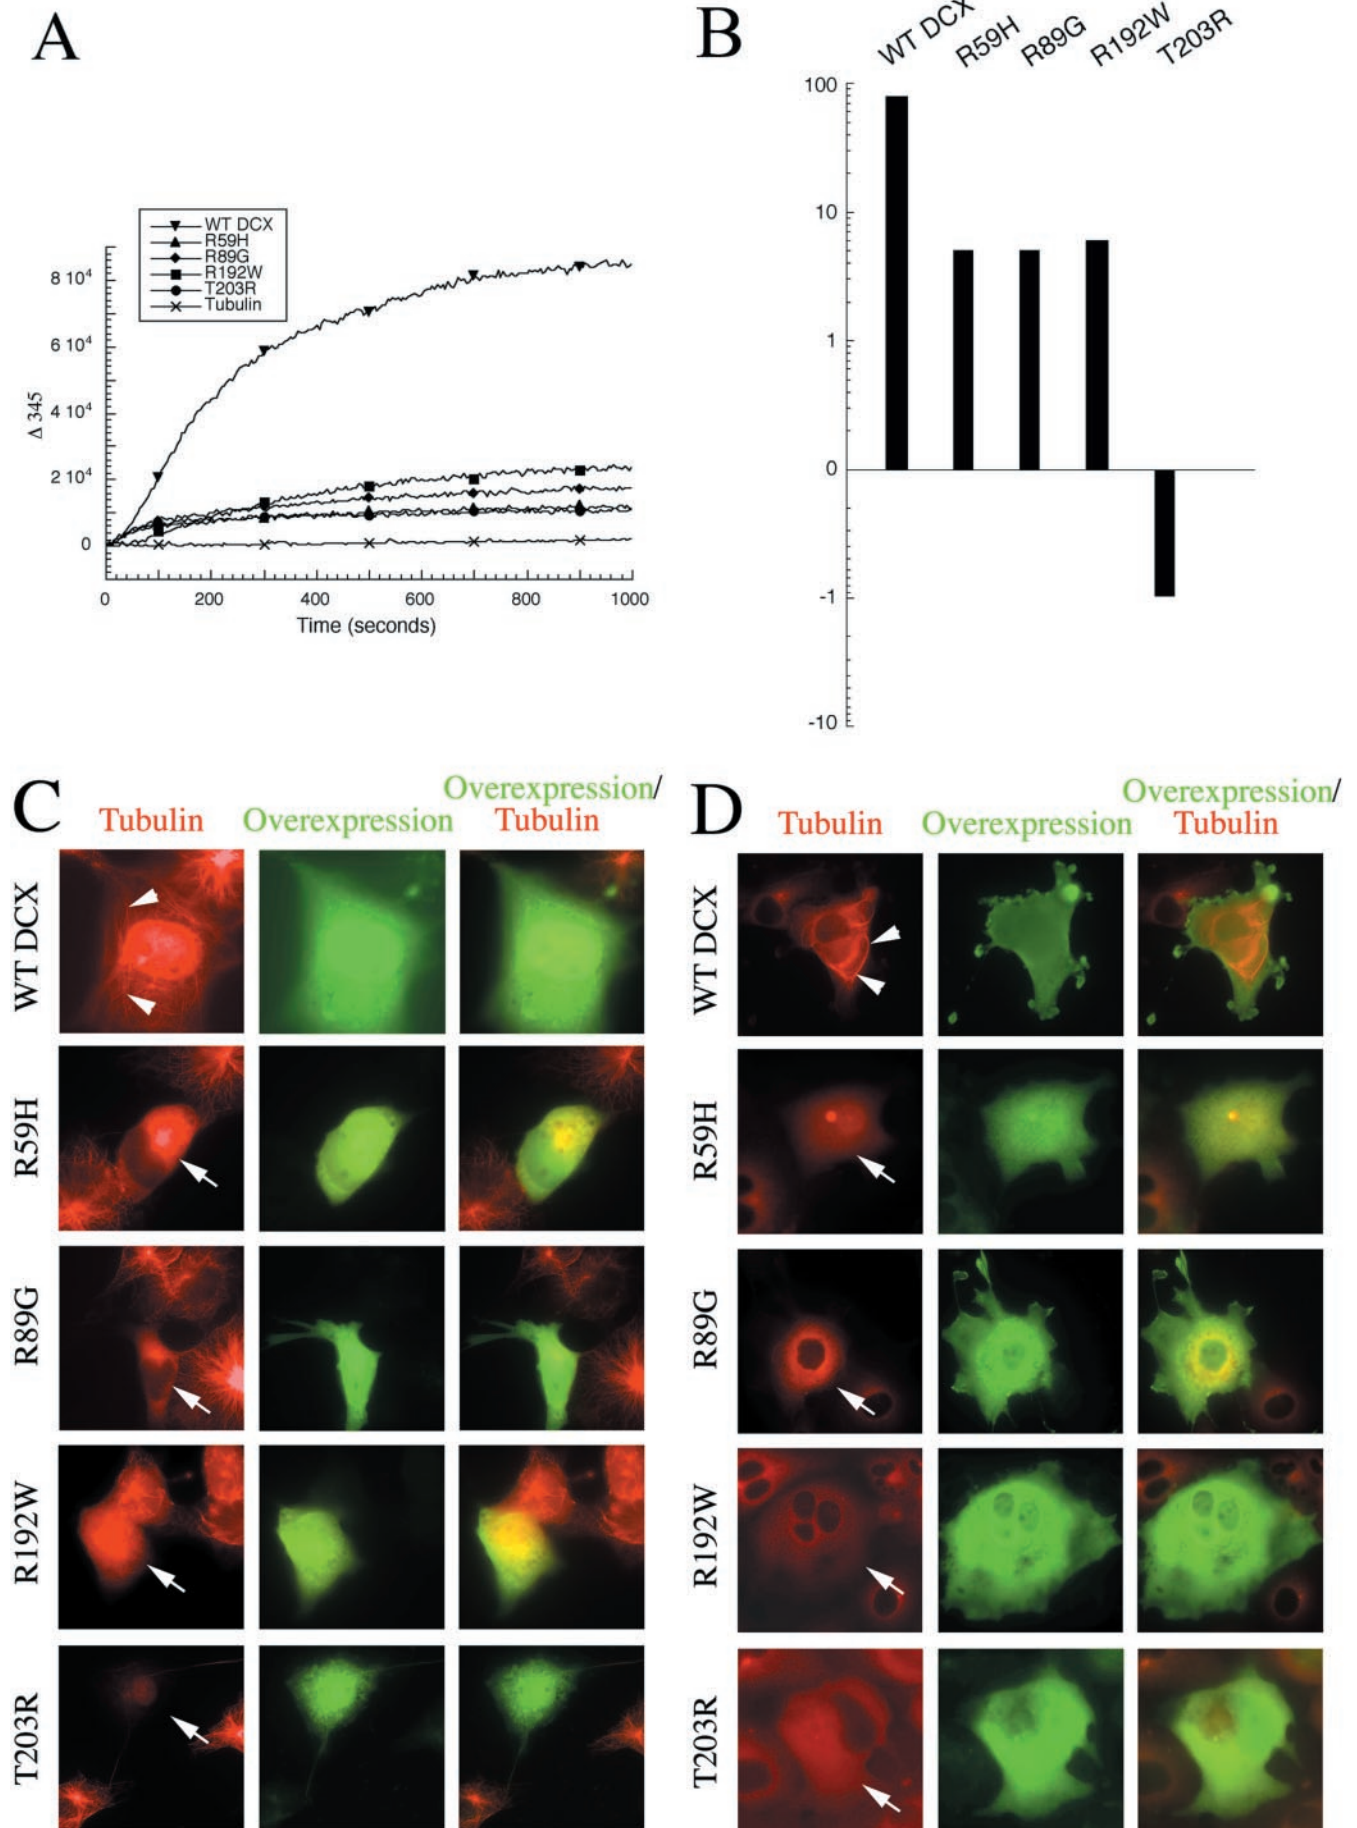 A
WT DCX
R59H
R89G
R192W
T203R
Tubulin
8 10⁴
6 10⁴
4 10⁴
2 10⁴
0
Δ 345
0 200 400 600 800 1000
Time (seconds)
B
WT DCX R59H R89G R192W T203R
100
10
1
0
-1
-10
C
Tubulin Overexpression Overexpression/
Tubulin
WT DCX
R59H
R89G
R192W
T203R
D
Tubulin Overexpression Overexpression/
Tubulin
WT DCX
R59H
R89G
R192W
T203R